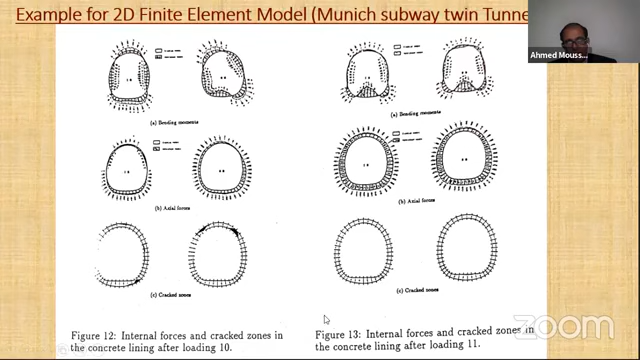 Example for 2D Finite Element Model (Munich subway twin Tunne
Ahmed Mouss...
(a) Bending moments
(b) Axial forces
(c) Cracked zones
Figure 12: Internal forces and cracked zones in
the concrete lining after loading 10.
(a) Bending moments
(b) Axial forces
(c) Cracked zones
Figure 13: Internal forces and cracked zones in
the concrete lining after loading 11.
zoom